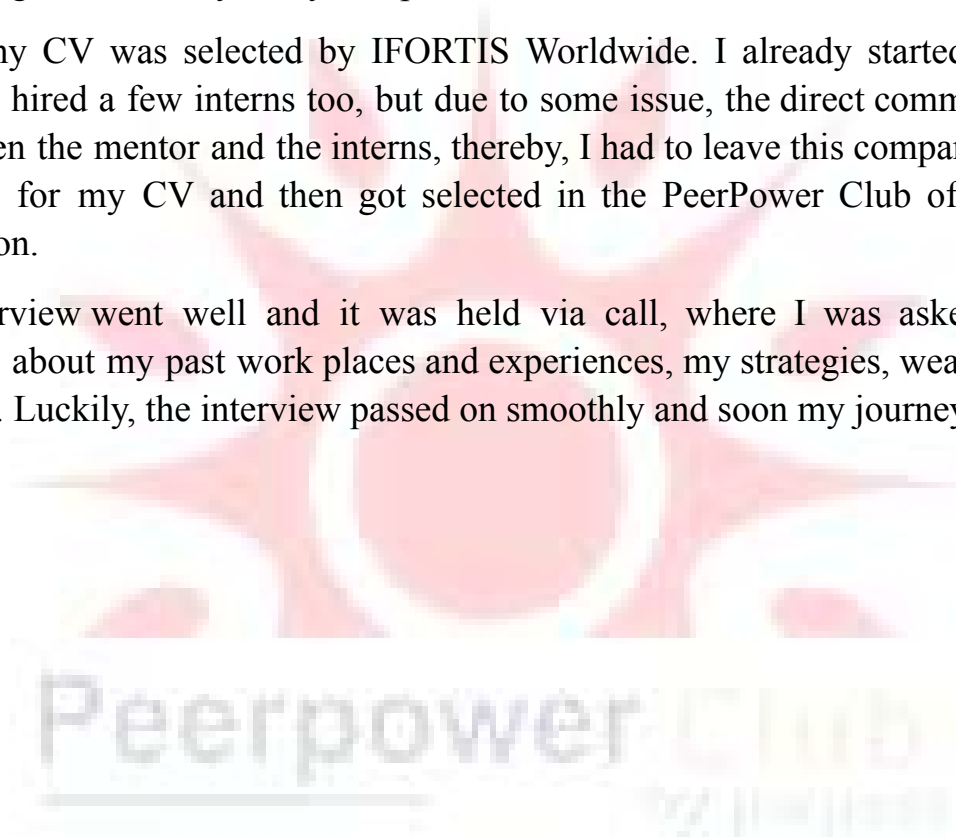 ny CV was selected by IFORTIS Worldwide. I already started
hired a few interns too, but due to some issue, the direct comm
en the mentor and the interns, thereby, I had to leave this compa
for my CV and then got selected in the PeerPower Club of
on.
rview went well and it was held via call, where I was aske
about my past work places and experiences, my strategies, wea
. Luckily, the interview passed on smoothly and soon my journey
Peerpower Club
by